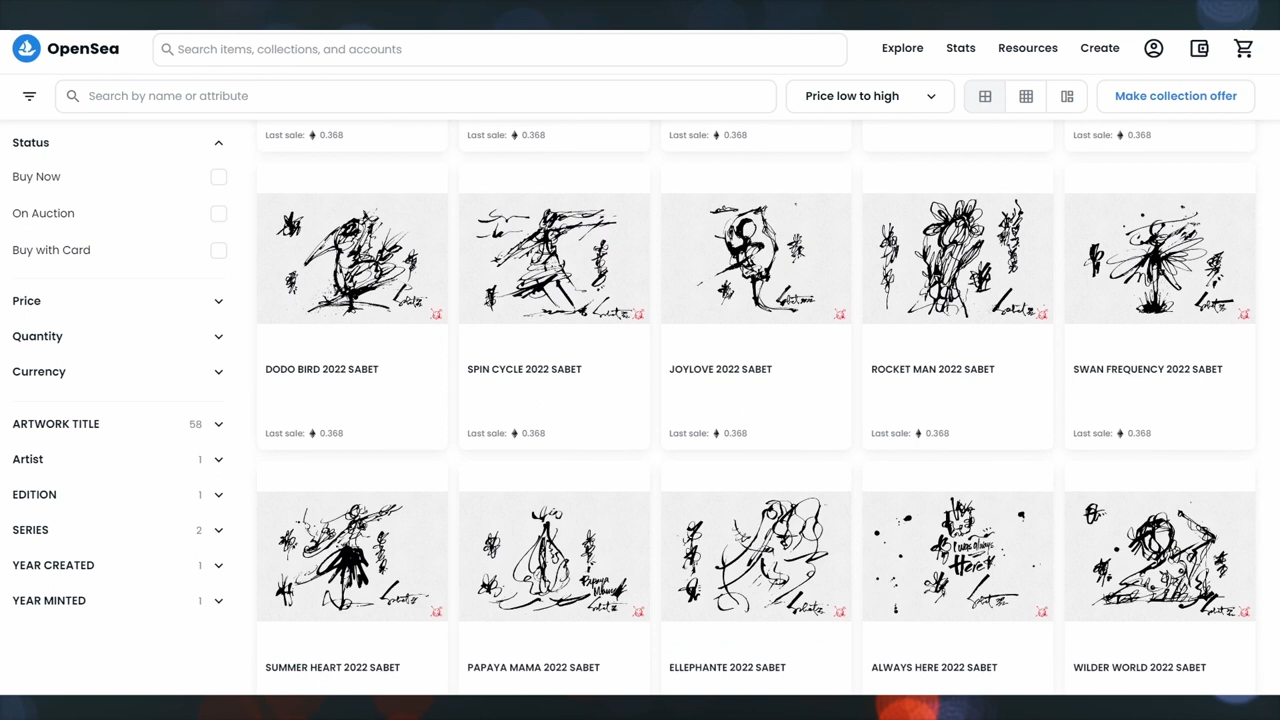 OpenSea
Search items, collections, and accounts
Explore
Stats
Resources
Create
Search by name or attribute
Price low to high
Make collection offer
Status
Buy Now
On Auction
Buy with Card
Price
Quantity
Currency
ARTWORK TITLE 58
Artist 1
EDITION 1
SERIES 2
YEAR CREATED 1
YEAR MINTED 1
Last sale: 0.368
Last sale: 0.368
Last sale: 0.368
Last sale: 0.368
DODO BIRD 2022 SABET
SPIN CYCLE 2022 SABET
JOYLOVE 2022 SABET
ROCKET MAN 2022 SABET
SWAN FREQUENCY 2022 SABET
Last sale: 0.368
Last sale: 0.368
Last sale: 0.368
Last sale: 0.368
Last sale: 0.368
Papaya
Mama
I was always
Here
SUMMER HEART 2022 SABET
PAPAYA MAMA 2022 SABET
ELLEPHANTE 2022 SABET
ALWAYS HERE 2022 SABET
WILDER WORLD 2022 SABET